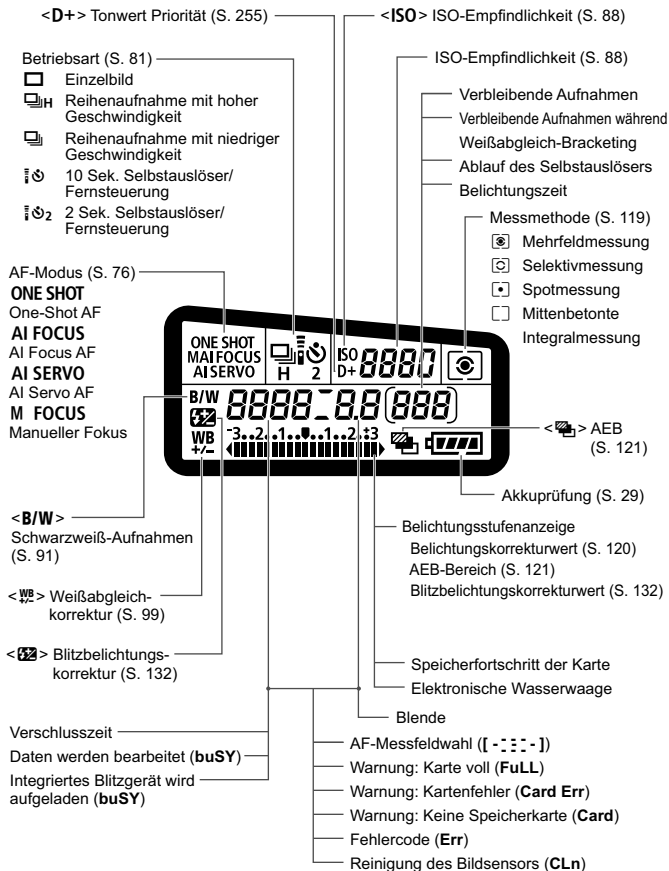 <D+> Tonwert Priorität (S. 255)
<ISO> ISO-Empfindlichkeit (S. 88)
Betriebsart (S. 81)
Einzelbild
H Reihenaufnahme mit hoher
Geschwindigkeit
Reihenaufnahme mit niedriger
Geschwindigkeit
10 Sek. Selbstauslöser/
Fernsteuerung
2 2 Sek. Selbstauslöser/
Fernsteuerung
ISO-Empfindlichkeit (S. 88)
Verbleibende Aufnahmen
Verbleibende Aufnahmen während
Weißabgleich-Bracketing
Ablauf des Selbstauslösers
Belichtungszeit
Messmethode (S. 119)
Mehrfeldmessung
Selektivmessung
Spotmessung
Mittenbetonte
Integralmessung
AF-Modus (S. 76)
ONE SHOT
One-Shot AF
AI FOCUS
AI Focus AF
AI SERVO
AI Servo AF
M FOCUS
Manueller Fokus
ONE SHOT
MAI FOCUS
AI SERVO
H 2
ISO
D+ 8888
B/W
8888 8.8 (888)
WB
+/-
-3..2..1..0..1..2..+3
<AEB-Symbol> AEB
(S. 121)
Akkuprüfung (S. 29)
<B/W>
Schwarzweiß-Aufnahmen
(S. 91)
<WB +/-> Weißabgleich-
korrektur (S. 99)
< > Blitzbelichtungs-
korrektur (S. 132)
Belichtungsstufenanzeige
Belichtungskorrekturwert (S. 120)
AEB-Bereich (S. 121)
Blitzbelichtungskorrekturwert (S. 132)
Speicherfortschritt der Karte
Elektronische Wasserwaage
Blende
Verschlusszeit
Daten werden bearbeitet (buSY)
Integriertes Blitzgerät wird
aufgeladen (buSY)
AF-Messfeldwahl ([ - - ])
Warnung: Karte voll (FuLL)
Warnung: Kartenfehler (Card Err)
Warnung: Keine Speicherkarte (Card)
Fehlercode (Err)
Reinigung des Bildsensors (CLn)